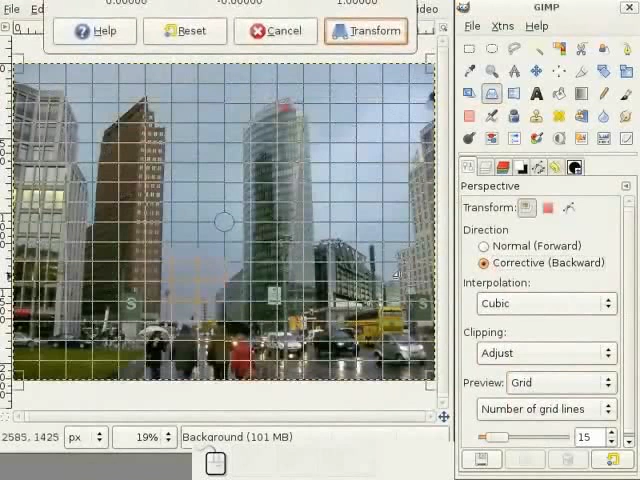 0.00000 -0.00000 1.00000
Help Reset Cancel Transform
File
video
GIMP
File Xtns Help
Perspective
Transform:
Direction
Normal (Forward)
Corrective (Backward)
Interpolation:
Cubic
Clipping:
Adjust
Preview: Grid
Number of grid lines
15
S
S
2585, 1425 px 19% Background (101 MB)